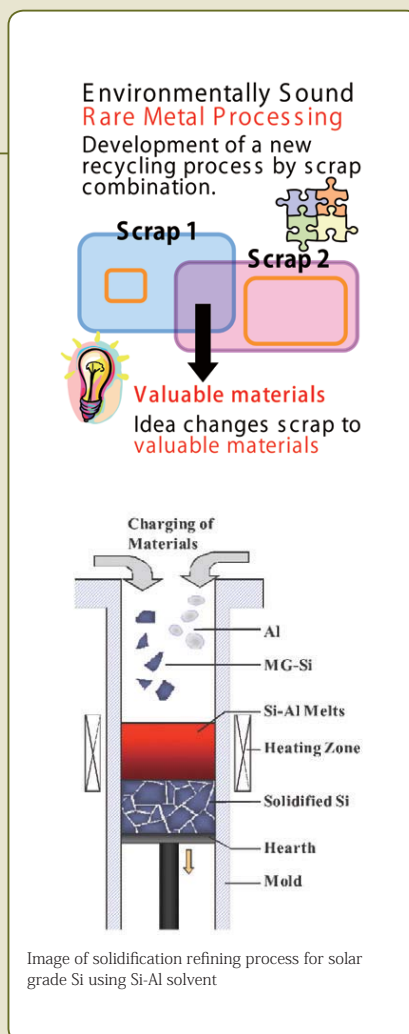 Environmentally Sound
Rare Metal Processing
Development of a new
recycling process by scrap
combination.
Scrap 1
Scrap 2
Valuable materials
Idea changes scrap to
valuable materials
Charging of
Materials
Al
MG-Si
Si-Al Melts
Heating Zone
Solidified Si
Hearth
Mold
Image of solidification refining process for solar
grade Si using Si-Al solvent